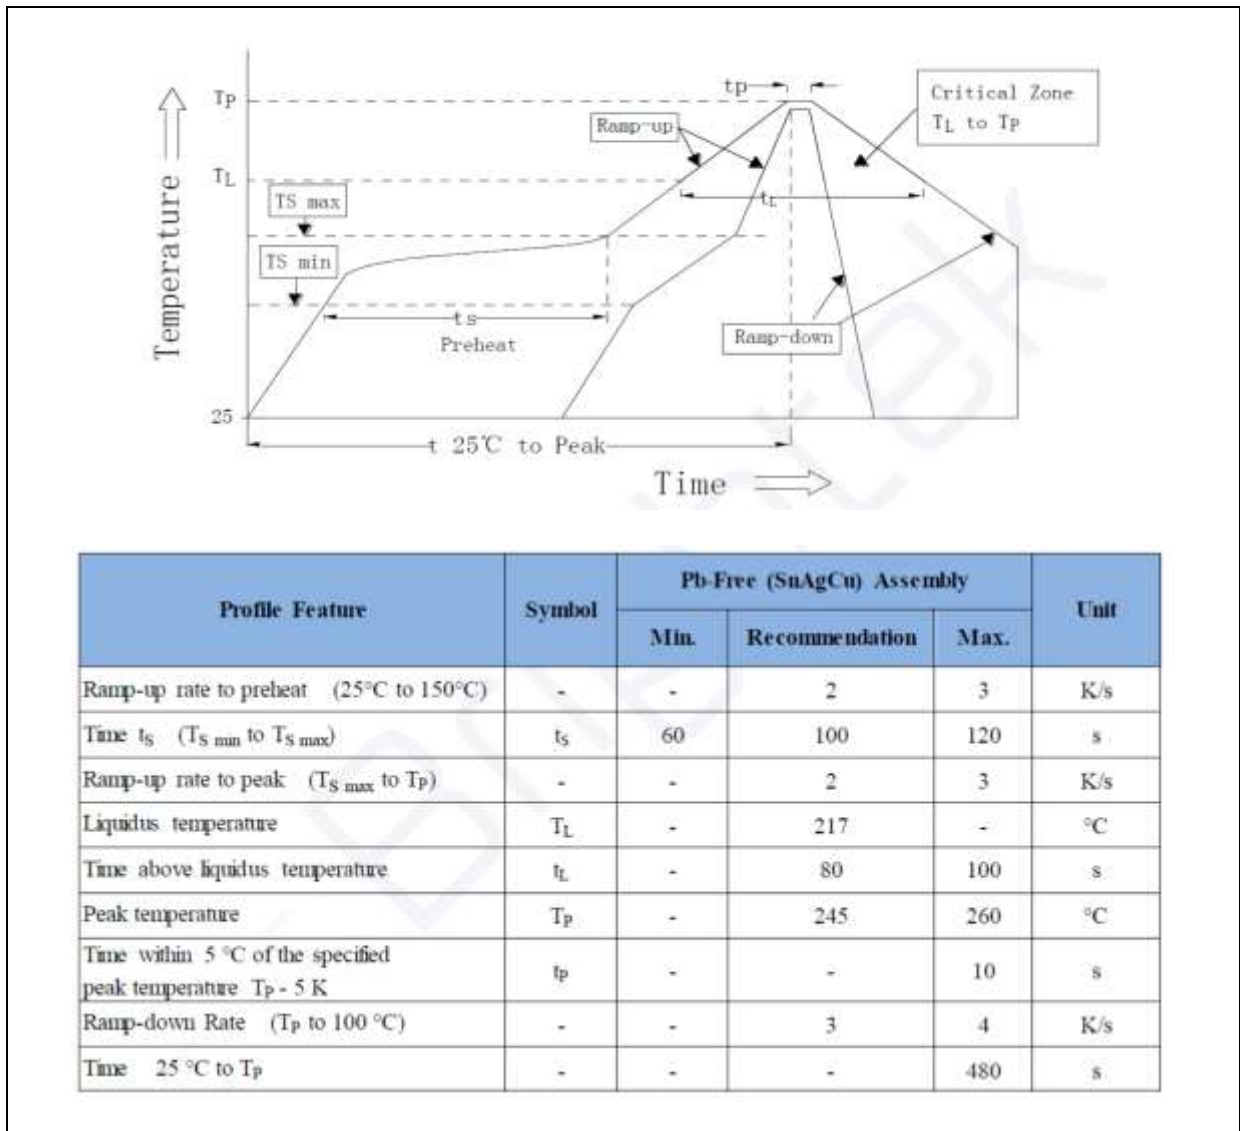 tp
Critical Zone
TL to TP
TP
Ramp-up
TL
TS max
tL
TS min
ts
Preheat
Ramp-down
25
t 25℃ to Peak
Temperature
Time
Profile Feature Symbol Pb-Free (SnAgCu) Assembly Unit
Min. Recommendation Max.
Ramp-up rate to preheat (25°C to 150°C) - - 2 3 K/s
Time tS (TS min to TS max) tS 60 100 120 s
Ramp-up rate to peak (TS max to TP) - - 2 3 K/s
Liquidus temperature TL - 217 - °C
Time above liquidus temperature tL - 80 100 s
Peak temperature TP - 245 260 °C
Time within 5 °C of the specified
peak temperature TP - 5 K tP - - 10 s
Ramp-down Rate (TP to 100 °C) - - 3 4 K/s
Time 25 °C to TP - - - 480 s